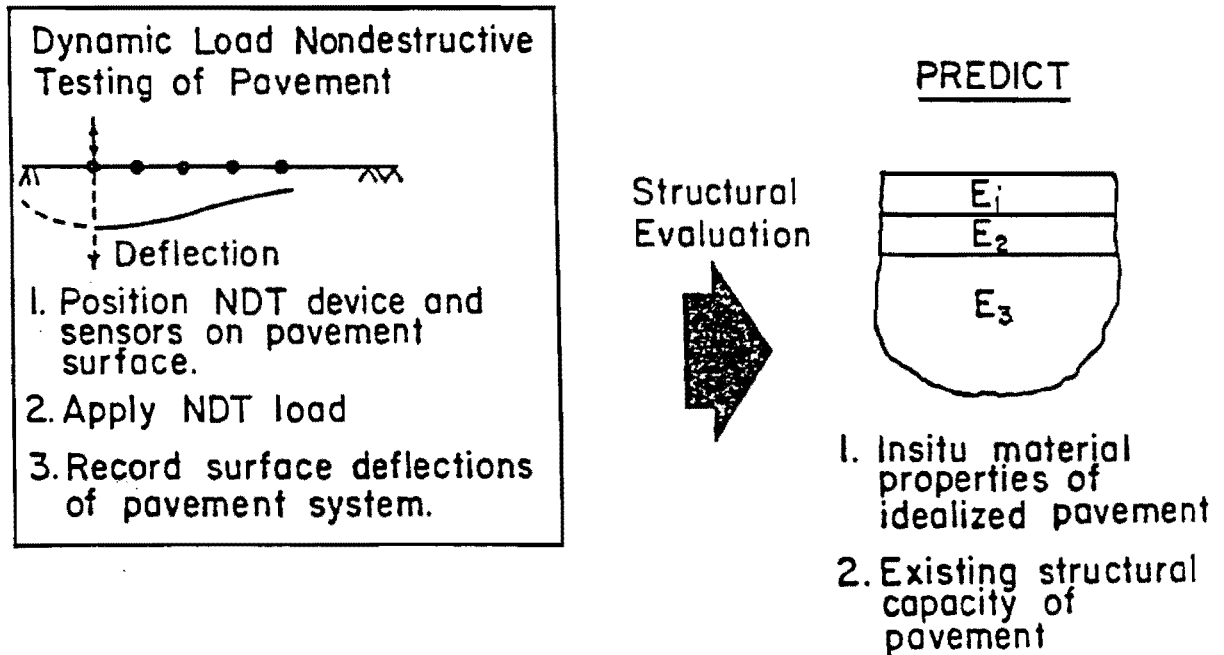 Dynamic Load Nondestructive
Testing of Pavement
Deflection
1. Position NDT device and
sensors on pavement
surface.
2. Apply NDT load
3. Record surface deflections
of pavement system.
Structural
Evaluation
PREDICT
E₁
E₂
E₃
1. Insitu material
properties of
idealized pavement
2. Existing structural
capacity of
pavement